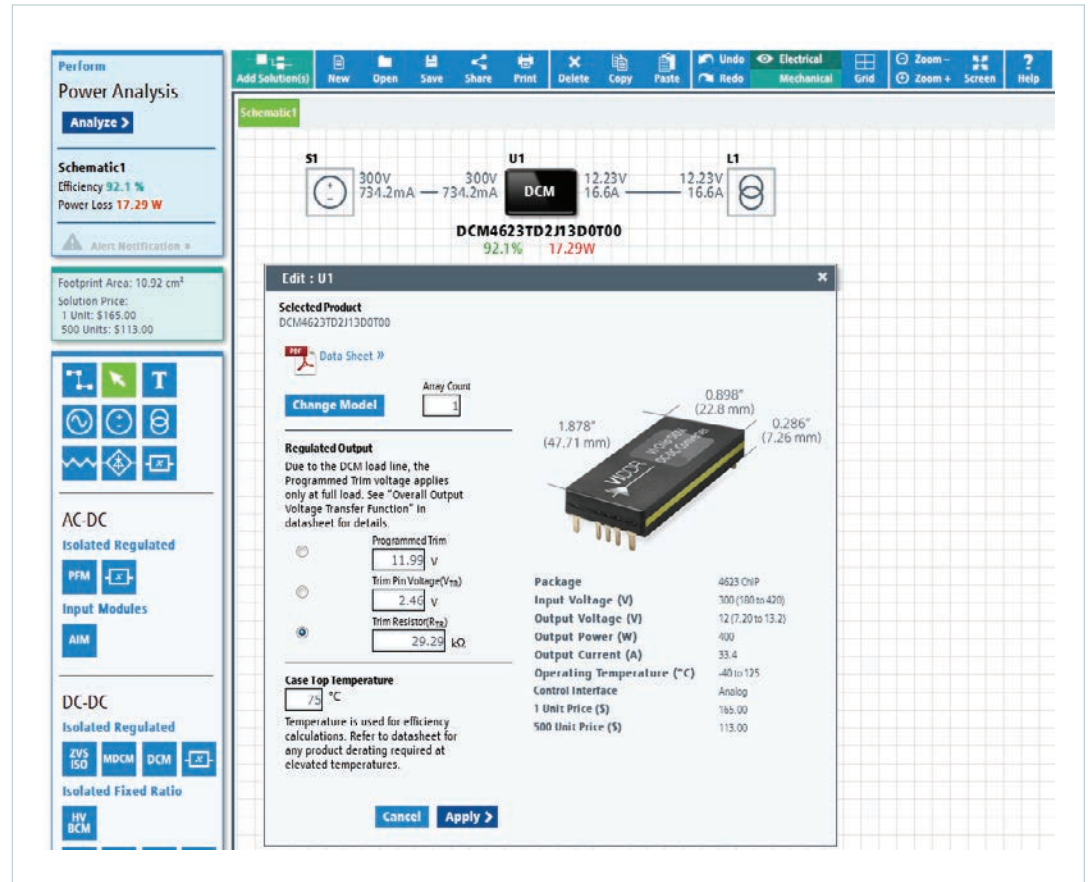 Perform
Power Analysis
Analyze >
Schematic1
Efficiency 92.1 %
Power Loss 17.29 W
Alert Notification »
Footprint Area: 10.92 cm²
Solution Price:
1 Unit: $165.00
500 Units: $113.00
T
AC-DC
Isolated Regulated
PFM
x
Input Modules
AIM
DC-DC
Isolated Regulated
ZVS ISO
MDCM
DCM
x
Isolated Fixed Ratio
HV BCM
Add Solution(s)
New
Open
Save
Share
Print
Delete
Copy
Paste
Undo
Redo
Electrical
Mechanical
Grid
Zoom –
Zoom +
Screen
Help
Schematic1
S1
300V
734.2mA
300V
734.2mA
U1
DCM
12.23V
16.6A
12.23V
16.6A
L1
DCM4623TD2J13D0T00
92.1% 17.29W
Edit : U1
Selected Product
DCM4623TD2J13D0T00
PDF
Data Sheet »
Change Model
Array Count
1
Regulated Output
Due to the DCM load line, the
Programmed Trim voltage applies
only at full load. See "Overall Output
Voltage Transfer Function" in
datasheet for details.
Programmed Trim
11.99 V
Trim Pin Voltage(VTR)
2.46 V
Trim Resistor(RTR)
29.29 kΩ
Case Top Temperature
75 °C
Temperature is used for efficiency
calculations. Refer to datasheet for
any product derating required at
elevated temperatures.
Cancel
Apply >
1.878"
(47.71 mm)
0.898"
(22.8 mm)
0.286"
(7.26 mm)
VICOR
DC-DC Converter
Package 4623 ChiP
Input Voltage (V) 300 (180 to 420)
Output Voltage (V) 12 (7.20 to 13.2)
Output Power (W) 400
Output Current (A) 33.4
Operating Temperature (°C) -40 to 125
Control Interface Analog
1 Unit Price ($) 165.00
500 Unit Price ($) 113.00